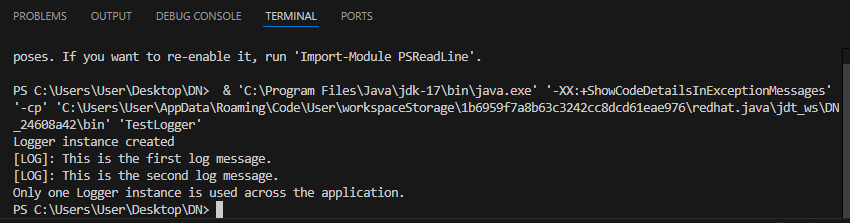 PROBLEMS OUTPUT DEBUG CONSOLE TERMINAL PORTS
poses. If you want to re-enable it, run 'Import-Module PSReadLine'.
PS C:\Users\User\Desktop\DN>  & 'C:\Program Files\Java\jdk-17\bin\java.exe' '-XX:+ShowCodeDetailsInExceptionMessages'
'-cp' 'C:\Users\User\AppData\Roaming\Code\User\workspaceStorage\1b6959f7a8b63c3242cc8dcd61eae976\redhat.java\jdt_ws\DN
_24608a42\bin' 'TestLogger'
Logger instance created
[LOG]: This is the first log message.
[LOG]: This is the second log message.
Only one Logger instance is used across the application.
PS C:\Users\User\Desktop\DN>